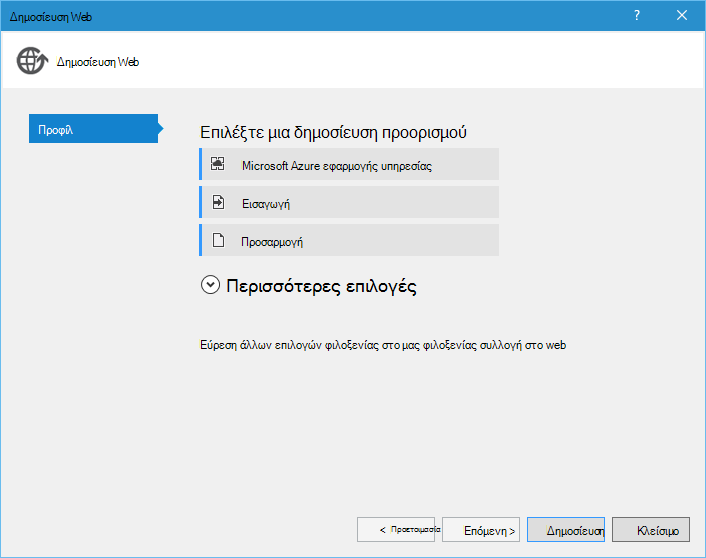 Δημοσίευση Web
?
Δημοσίευση Web
Προφίλ
Επιλέξτε μια δημοσίευση προορισμού
Microsoft Azure εφαρμογής υπηρεσίας
Εισαγωγή
Προσαρμογή
Περισσότερες επιλογές
Εύρεση άλλων επιλογών φιλοξενίας στο μας φιλοξενίας συλλογή στο web
< Προετοιμασία Επόμενη > Δημοσίευση Κλείσιμο